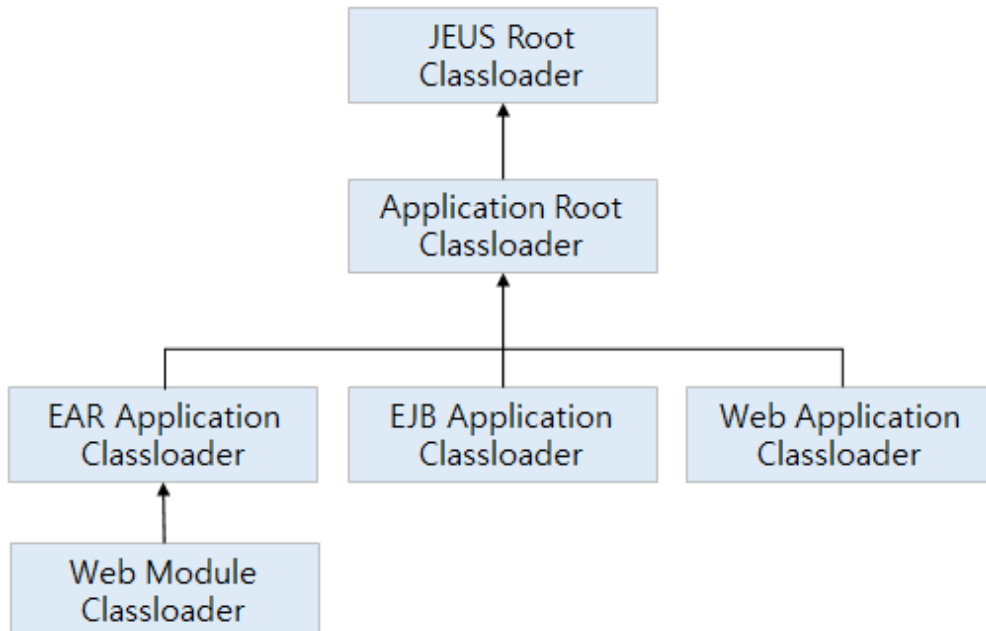 JEUS Root
Classloader
Application Root
Classloader
EAR Application
Classloader
EJB Application
Classloader
Web Application
Classloader
Web Module
Classloader